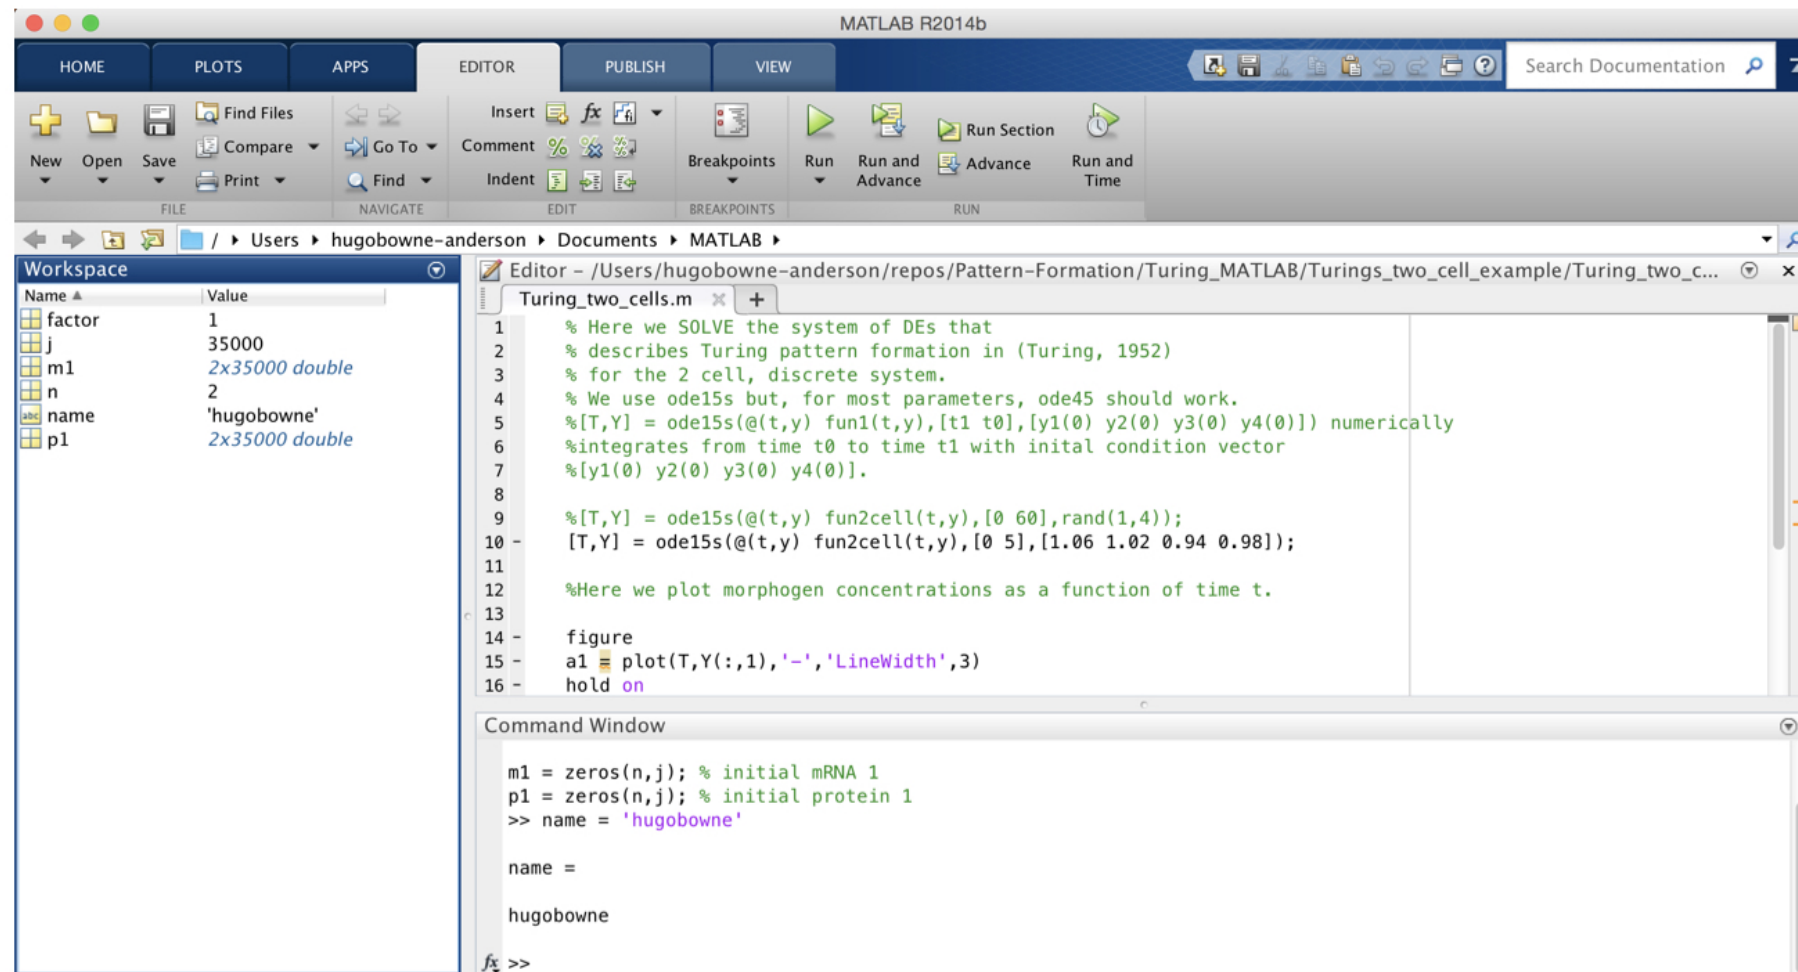 MATLAB R2014b
HOME PLOTS APPS EDITOR PUBLISH VIEW
Search Documentation
New Open Save
Find Files
Compare
Print
FILE
Go To
Find
NAVIGATE
Insert fx
Comment
Indent
EDIT
Breakpoints
BREAKPOINTS
Run
Run and Advance
Run Section
Advance
Run and Time
RUN
/ Users hugobowne-anderson Documents MATLAB
Workspace
Name Value
factor 1
j 35000
m1 2x35000 double
n 2
name 'hugobowne'
p1 2x35000 double
Editor – /Users/hugobowne-anderson/repos/Pattern-Formation/Turing_MATLAB/Turings_two_cell_example/Turing_two_c...
Turing_two_cells.m
1 % Here we SOLVE the system of DEs that
2 % describes Turing pattern formation in (Turing, 1952)
3 % for the 2 cell, discrete system.
4 % We use ode15s but, for most parameters, ode45 should work.
5 %[T,Y] = ode15s(@(t,y) fun1(t,y),[t1 t0],[y1(0) y2(0) y3(0) y4(0)]) numerically
6 %integrates from time t0 to time t1 with inital condition vector
7 %[y1(0) y2(0) y3(0) y4(0)].
8
9 %[T,Y] = ode15s(@(t,y) fun2cell(t,y),[0 60],rand(1,4));
10 – [T,Y] = ode15s(@(t,y) fun2cell(t,y),[0 5],[1.06 1.02 0.94 0.98]);
11
12 %Here we plot morphogen concentrations as a function of time t.
13
14 – figure
15 – a1 = plot(T,Y(:,1),'-','LineWidth',3)
16 – hold on
Command Window
m1 = zeros(n,j); % initial mRNA 1
p1 = zeros(n,j); % initial protein 1
>> name = 'hugobowne'
name =
hugobowne
fx >>